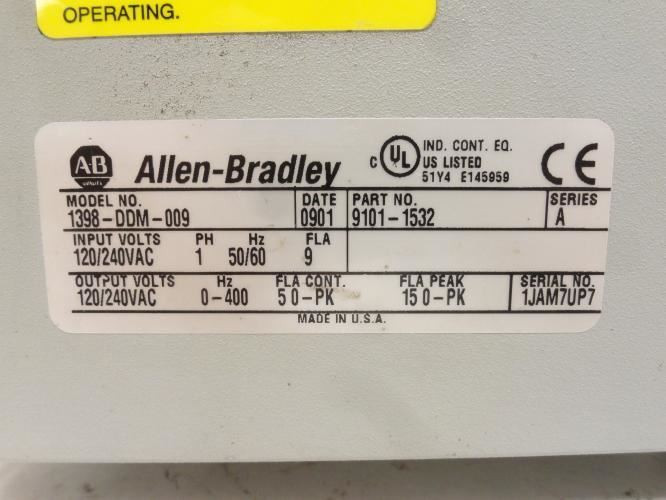 OPERATING.
AB Allen-Bradley
C UL US LISTED IND. CONT. EQ.
51Y4 E145959
CE
MODEL NO. DATE PART NO. SERIES
1398-DDM-009 0901 9101-1532 A
INPUT VOLTS PH Hz FLA
120/240VAC 1 50/60 9
OUTPUT VOLTS Hz FLA CONT. FLA PEAK SERIAL NO.
120/240VAC 0-400 5 0-PK 15 0-PK 1JAM7UP7
MADE IN U.S.A.